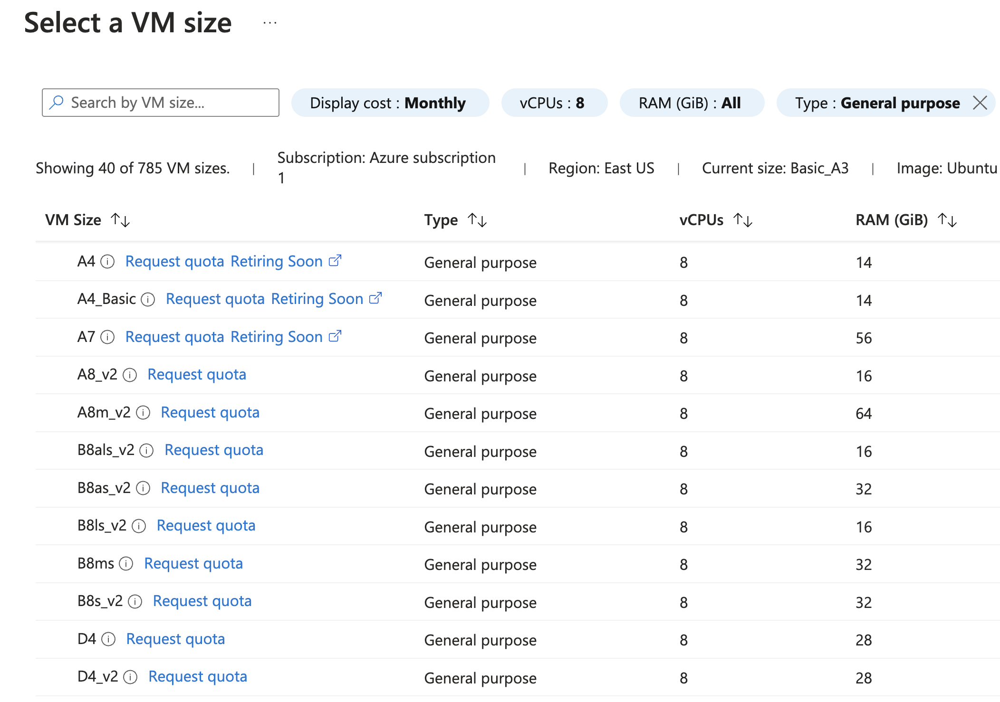 Select a VM size ...
Search by VM size... Display cost : Monthly vCPUs : 8 RAM (GiB) : All Type : General purpose
Showing 40 of 785 VM sizes. | Subscription: Azure subscription 1 | Region: East US | Current size: Basic_A3 | Image: Ubuntu
VM Size Type vCPUs RAM (GiB)
A4 Request quota Retiring Soon General purpose 8 14
A4_Basic Request quota Retiring Soon General purpose 8 14
A7 Request quota Retiring Soon General purpose 8 56
A8_v2 Request quota General purpose 8 16
A8m_v2 Request quota General purpose 8 64
B8als_v2 Request quota General purpose 8 16
B8as_v2 Request quota General purpose 8 32
B8ls_v2 Request quota General purpose 8 16
B8ms Request quota General purpose 8 32
B8s_v2 Request quota General purpose 8 32
D4 Request quota General purpose 8 28
D4_v2 Request quota General purpose 8 28